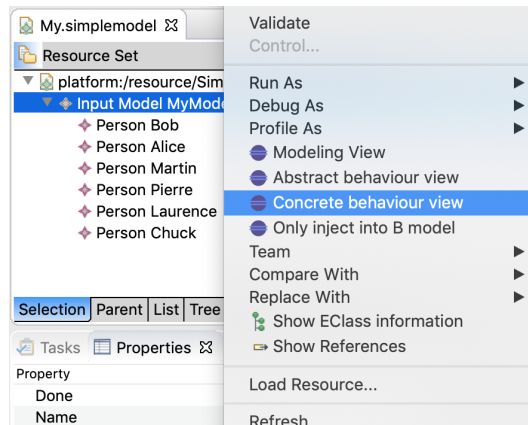 My.simplemodel
Resource Set
platform:/resource/Sim
Input Model MyMode
Person Bob
Person Alice
Person Martin
Person Pierre
Person Laurence
Person Chuck
Selection Parent List Tree
Tasks Properties
Property
Done
Name
Validate
Control...
Run As
Debug As
Profile As
Modeling View
Abstract behaviour view
Concrete behaviour view
Only inject into B model
Team
Compare With
Replace With
Show EClass information
Show References
Load Resource...
Refresh